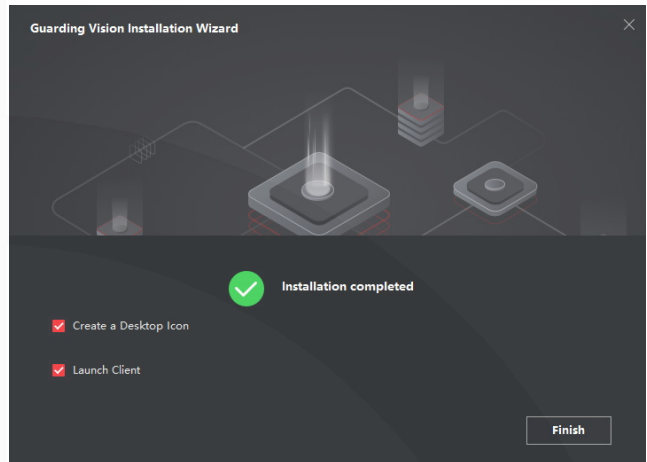 Guarding Vision Installation Wizard
Installation completed
Create a Desktop Icon
Launch Client
Finish